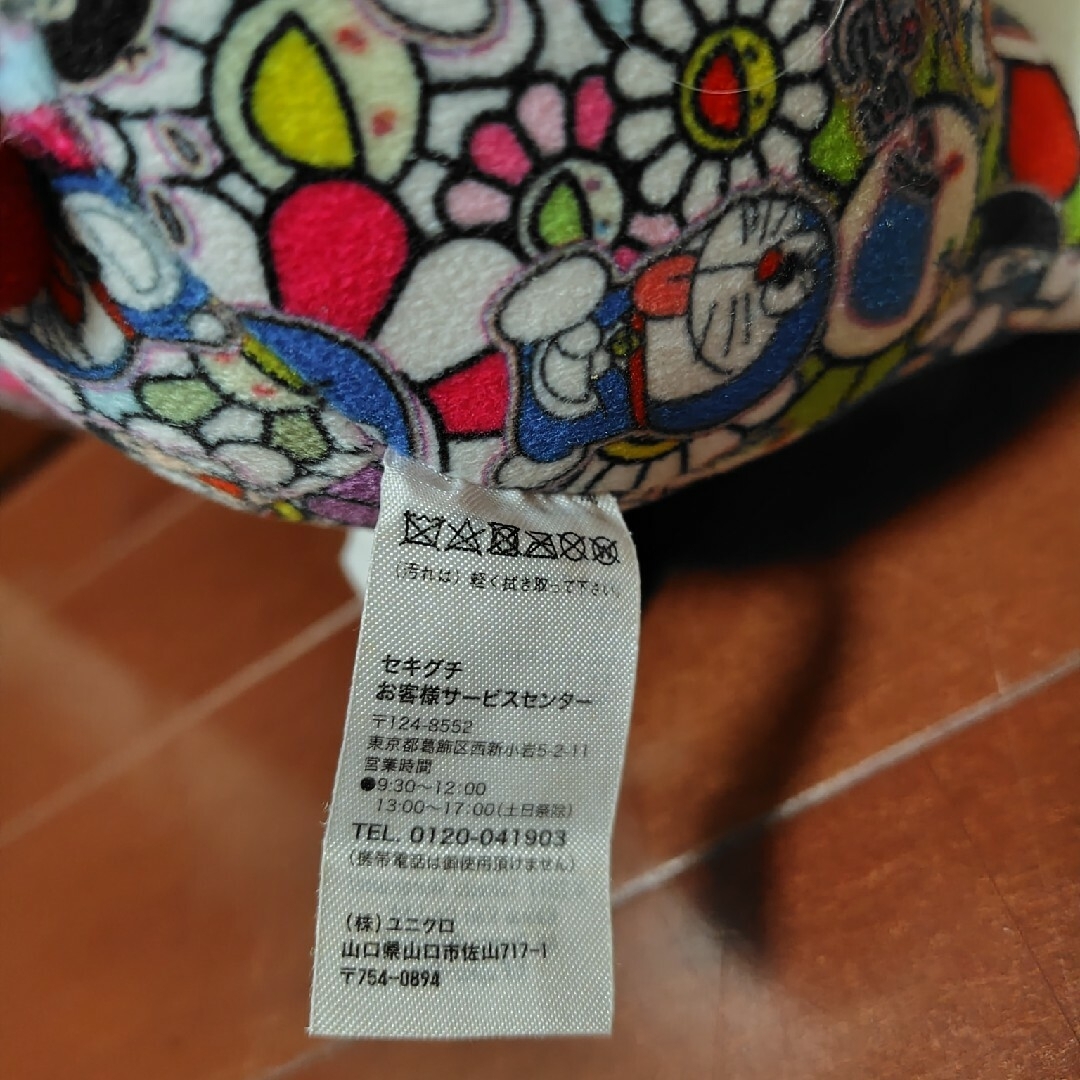 (汚れは) 軽く拭き取って下さい。
セキグチ
お客様サービスセンター
〒124-8552
東京都葛飾区西新小岩5-2-11
営業時間
●9:30〜12:00
13:00〜17:00(土日祭除)
TEL. 0120-041903
(携帯電話は御使用頂けません)
(株)ユニクロ
山口県山口市佐山717-1
〒754-0894